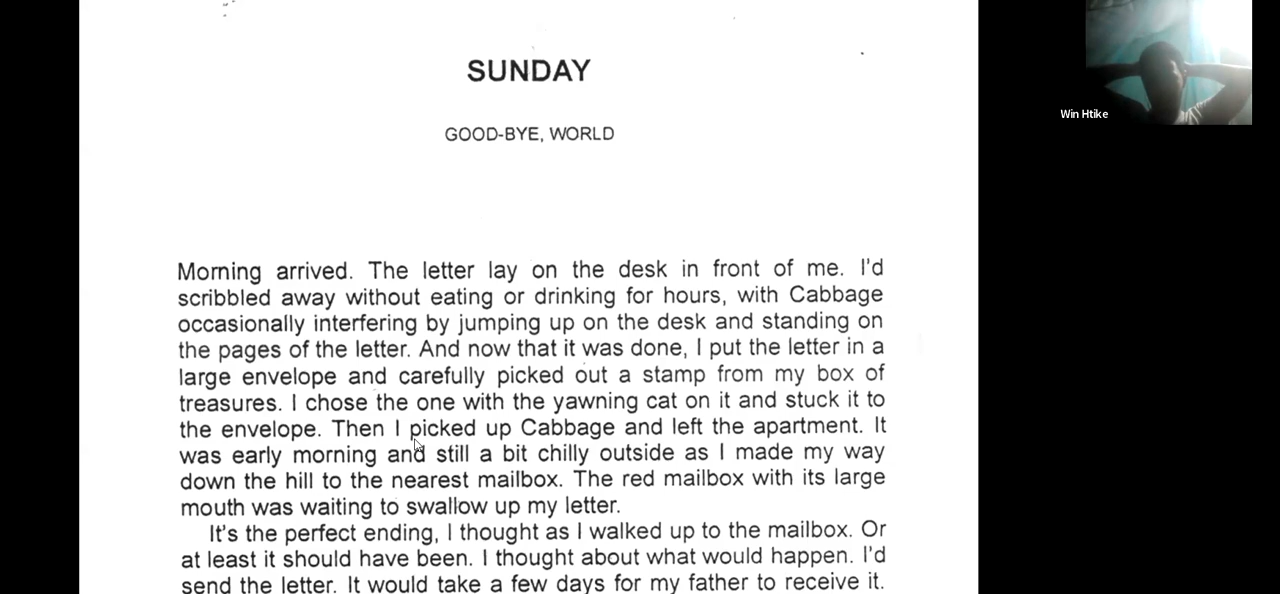 SUNDAY
GOOD-BYE, WORLD
Morning arrived. The letter lay on the desk in front of me. I'd
scribbled away without eating or drinking for hours, with Cabbage
occasionally interfering by jumping up on the desk and standing on
the pages of the letter. And now that it was done, I put the letter in a
large envelope and carefully picked out a stamp from my box of
treasures. I chose the one with the yawning cat on it and stuck it to
the envelope. Then I picked up Cabbage and left the apartment. It
was early morning and still a bit chilly outside as I made my way
down the hill to the nearest mailbox. The red mailbox with its large
mouth was waiting to swallow up my letter.
It's the perfect ending, I thought as I walked up to the mailbox. Or
at least it should have been. I thought about what would happen. I'd
send the letter. It would take a few days for my father to receive it.
Win Htike